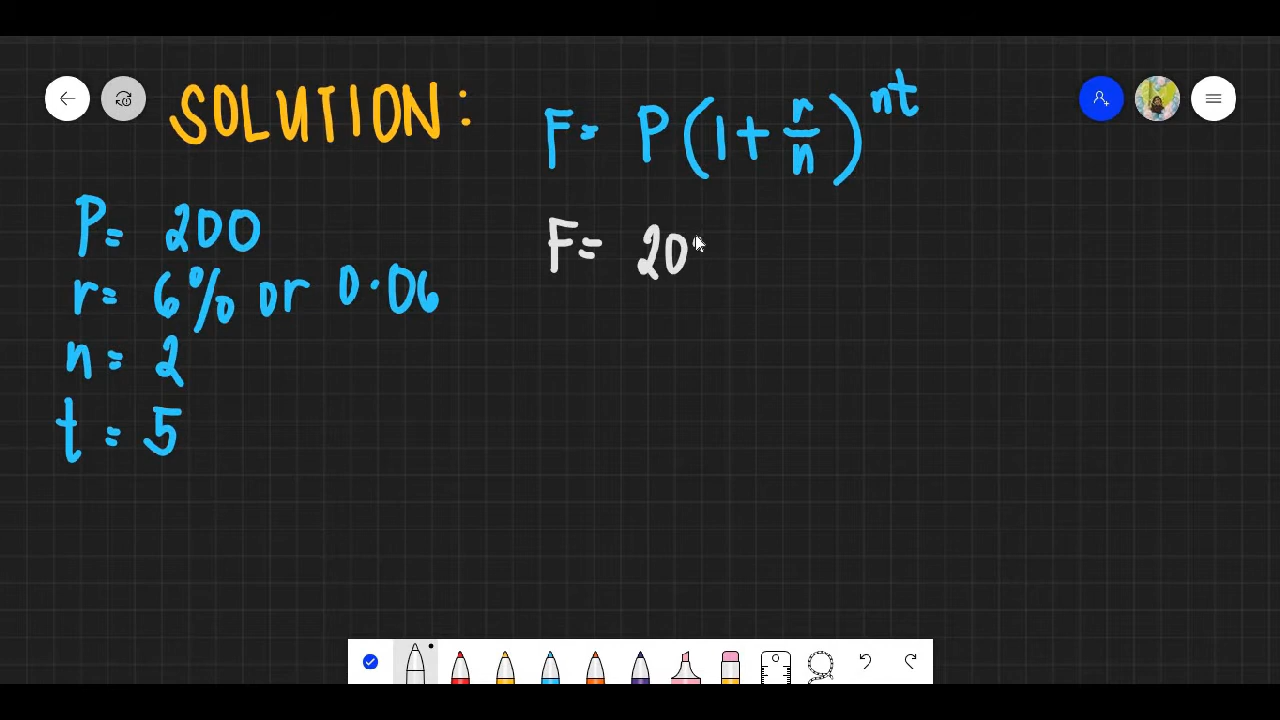 SOLUTION:
F = P(1 + r/n)^nt
P = 200
r = 6% or 0.06
n = 2
t = 5
F = 20